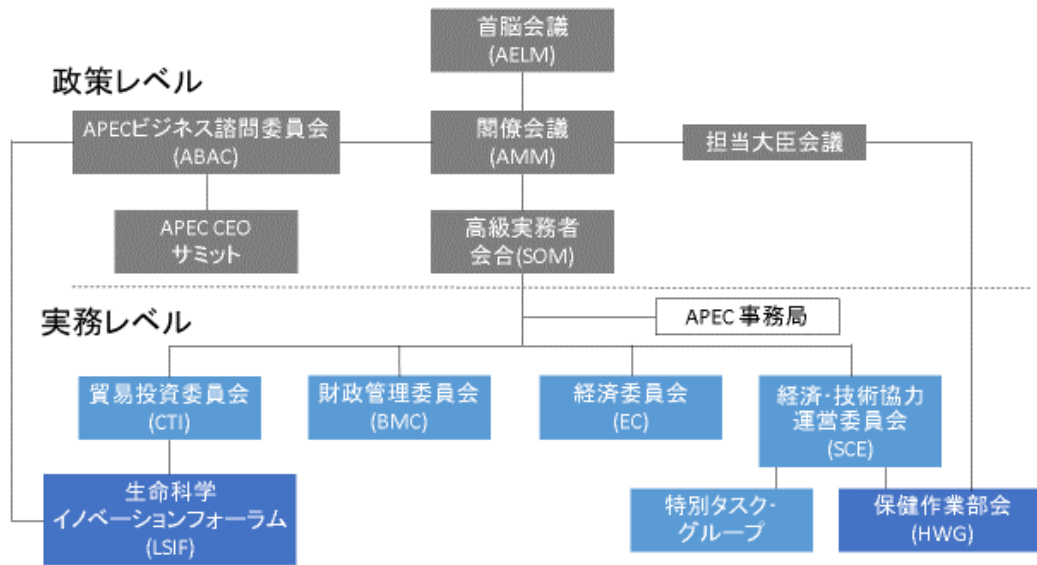 首脳会議
(AELM)
政策レベル
APECビジネス諮問委員会
(ABAC)
閣僚会議
(AMM)
担当大臣会議
APEC CEO
サミット
高級実務者
会合(SOM)
実務レベル
APEC 事務局
貿易投資委員会
(CTI)
財政管理委員会
(BMC)
経済委員会
(EC)
経済・技術協力
運営委員会
(SCE)
生命科学
イノベーションフォーラム
(LSIF)
特別タスク・
グループ
保健作業部会
(HWG)